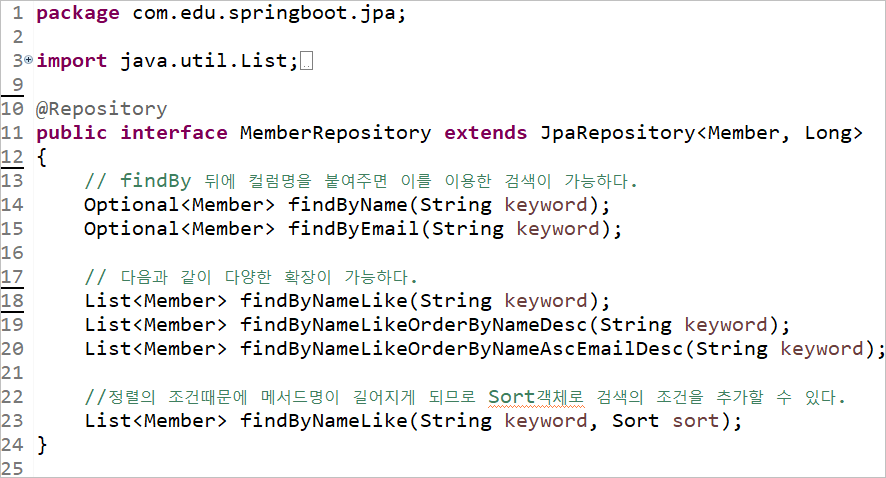 1 package com.edu.springboot.jpa;
2
3 import java.util.List;
9
10 @Repository
11 public interface MemberRepository extends JpaRepository<Member, Long>
12 {
13     // findBy 뒤에 컬럼명을 붙여주면 이를 이용한 검색이 가능하다.
14     Optional<Member> findByName(String keyword);
15     Optional<Member> findByEmail(String keyword);
16
17     // 다음과 같이 다양한 확장이 가능하다.
18     List<Member> findByNameLike(String keyword);
19     List<Member> findByNameLikeOrderByNameDesc(String keyword);
20     List<Member> findByNameLikeOrderByNameAscEmailDesc(String keyword);
21
22     //정렬의 조건때문에 메서드명이 길어지게 되므로 Sort객체로 검색의 조건을 추가할 수 있다.
23     List<Member> findByNameLike(String keyword, Sort sort);
24 }
25